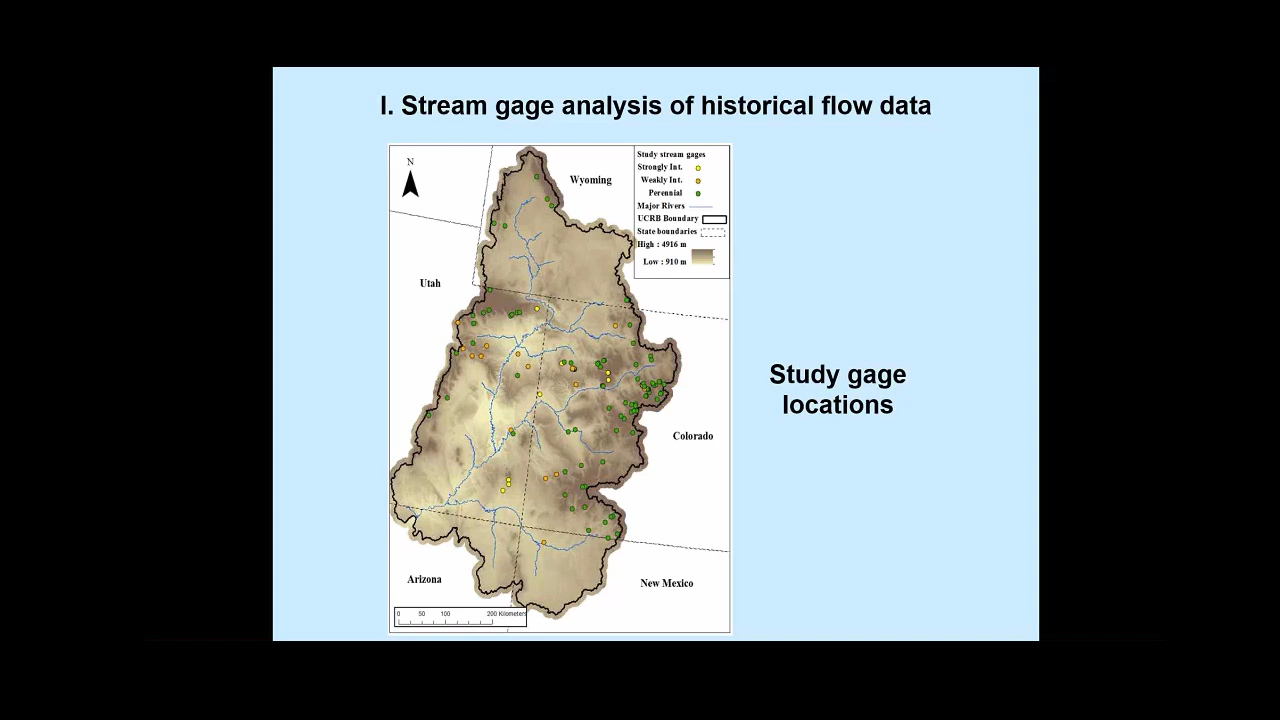 I. Stream gage analysis of historical flow data
N
Wyoming
Study stream gages
Strongly Int.
Weakly Int.
Perennial
Major Rivers
UCRB Boundary
State boundaries
High : 4916 m
Low : 910 m
Utah
Study gage
locations
Colorado
Arizona
New Mexico
0 50 100 200 Kilometers